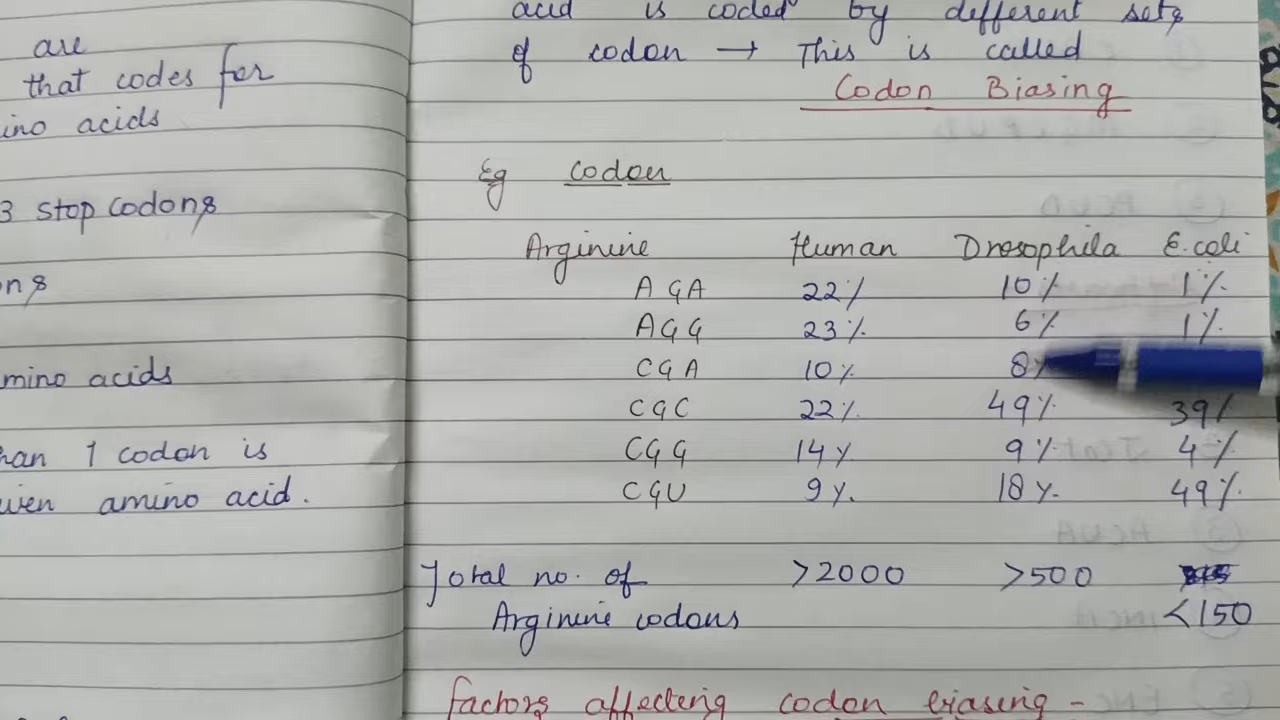 are
that codes for
ino acids
3 stop codons
ons
mino acids
han 1 codon is
iven amino acid.
acid is coded by different sets
of codon → This is called
Codon Biasing
Eg codon
Arginine Human Drosophila E.coli
AGA 22% 10% 1%
AGG 23% 6% 1%
CGA 10% 8%
CGC 22% 49% 39%
CGG 14% 9% 4%
CGU 9% 18% 49%
Total no. of >2000 >500
Arginine codons <150
factors affecting codon biasing -